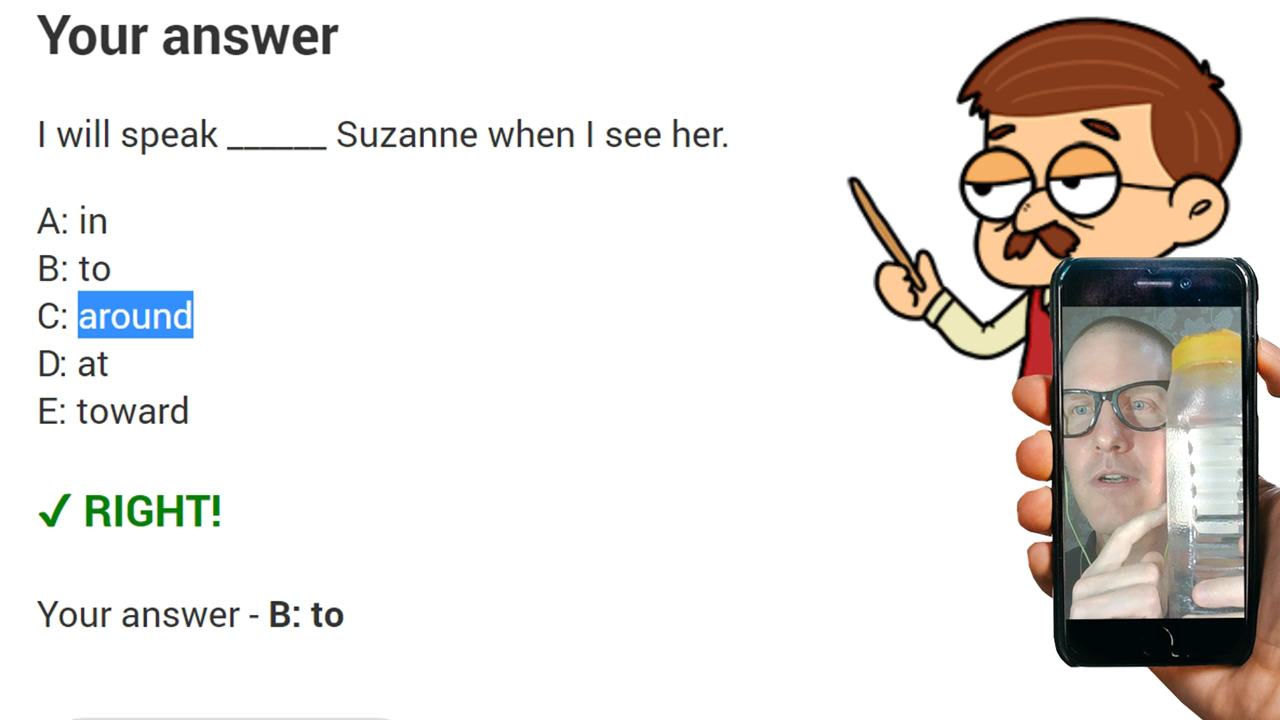 Your answer
I will speak ______ Suzanne when I see her.
A: in
B: to
C: around
D: at
E: toward
✓ RIGHT!
Your answer - B: to